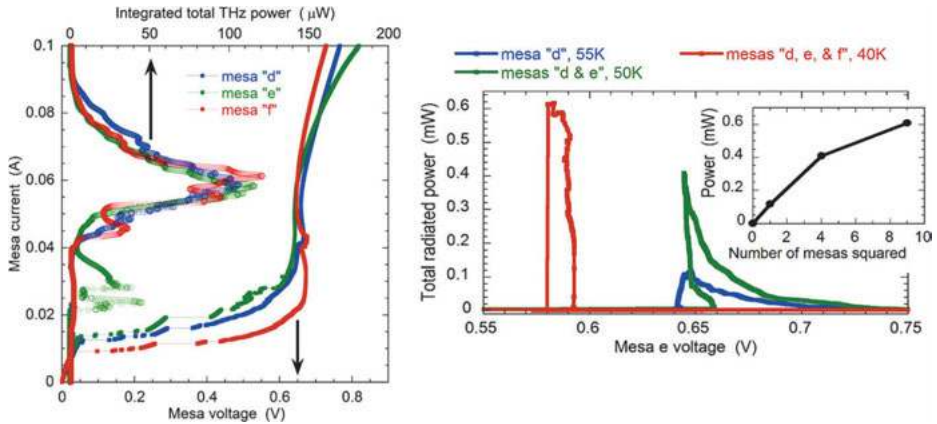 Integrated total THz power (μW)
0 50 100 150 200
0.1
0.08
0.06
0.04
0.02
0
Mesa current (A)
mesa "d"
mesa "e"
mesa "f"
0 0.2 0.4 0.6 0.8
Mesa voltage (V)
mesa "d", 55K
mesas "d, e, & f", 40K
mesas "d & e", 50K
Total radiated power (mW)
0.6
0.5
0.4
0.3
0.2
0.1
0
0.55 0.6 0.65 0.7 0.75
Mesa e voltage (V)
Power (mW)
0.6
0.4
0.2
0
0 2 4 6 8 10
Number of mesas squared